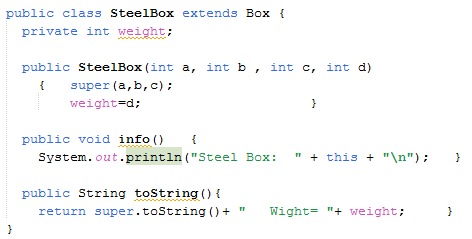 public class SteelBox extends Box {
private int weight;
public SteelBox(int a, int b , int c, int d)
{   super(a,b,c);
weight=d;                      }
public void info()   {
System.out.println("Steel Box:  " + this + "\n");   }
public String toString(){
return super.toString()+ "   Wight= "+ weight;     }
}